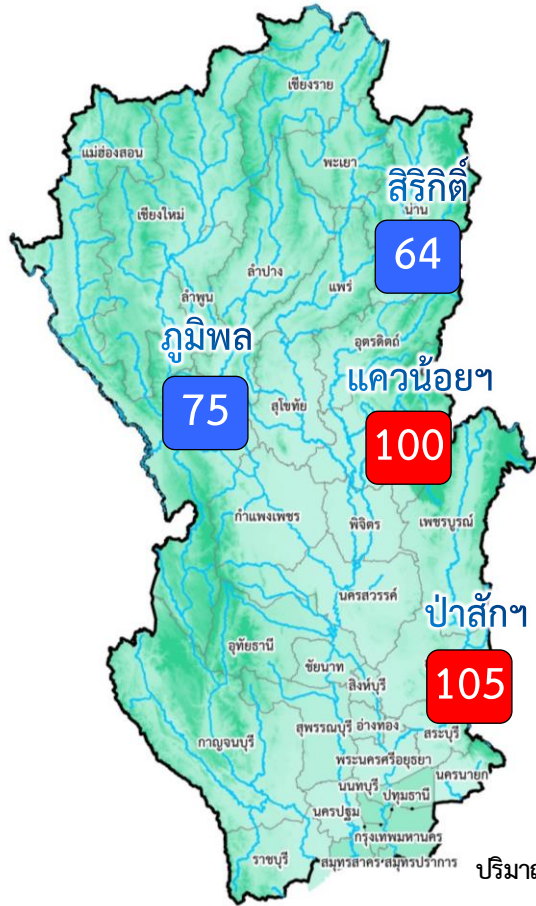 เชียงราย
แม่ฮ่องสอน
พะเยา
สิริกิติ์
น่าน
เชียงใหม่
64
ลำปาง
แพร่
ลำพูน
ภูมิพล
อุตรดิตถ์
แควน้อยฯ
75
สุโขทัย
100
กำแพงเพชร
พิจิตร
เพชรบูรณ์
นครสวรรค์
ป่าสักฯ
อุทัยธานี
ชัยนาท
สิงห์บุรี
105
สุพรรณบุรี
อ่างทอง
สระบุรี
กาญจนบุรี
พระนครศรีอยุธยา
นครนายก
นนทบุรี
ปทุมธานี
นครปฐม
กรุงเทพมหานคร
ราชบุรี
สมุทรสาคร
สมุทรปราการ